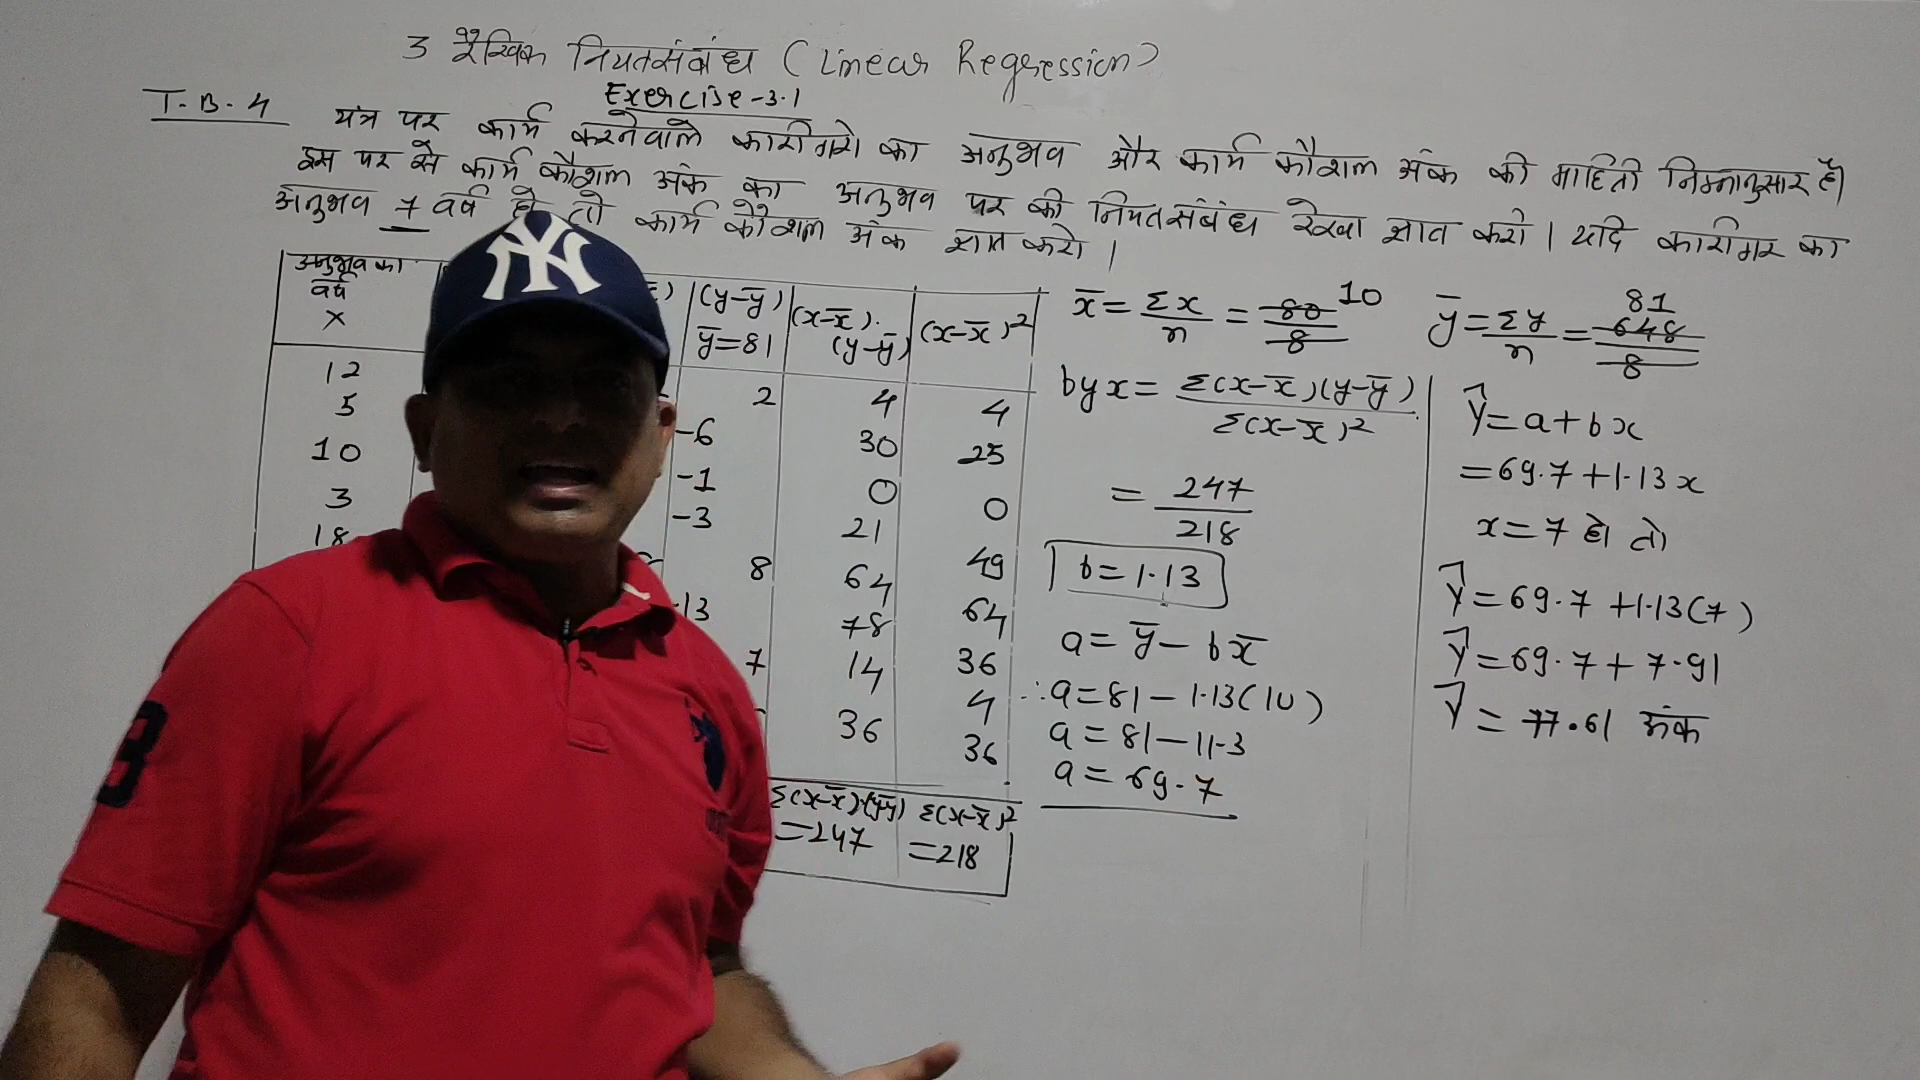 3 रैखिक नियतसंबंध (Linear Regression)
Exercise-3.1
T.B.4 यंत्र पर कार्य करनेवाले कारीगरो का अनुभव और कार्य कौशल अंक की माहिती निम्नानुसार है।
इस पर से कार्य कौशल अंक का अनुभव पर की नियतसंबंध रेखा ज्ञात करो। यदि कारीगर का
अनुभव 7 वर्ष हो तो कार्य कौशल अंक ज्ञात करो।
अनुभव का
वर्ष
x
(y-ȳ)
ȳ=81
(x-x̄).
(y-ȳ)
(x-x̄)²
12 2 4 4
5 -6 30 25
10 -1 0 0
3 -3 21 49
18 8 64 64
-13 78 36
7 14 4
36 36
Σ(x-x̄).(y-ȳ)
=247
Σ(x-x̄)²
=218
x̄=Σx/n=80/8 10
ȳ=Σy/n=648/8 81
byx=Σ(x-x̄)(y-ȳ)/Σ(x-x̄)²
=247/218
b=1.13
a=ȳ-bx̄
∴a=81-1.13(10)
a=81-11.3
a=69.7
ŷ=a+bx
=69.7+1.13x
x=7 हो तो
ŷ=69.7+1.13(7)
ŷ=69.7+7.91
ŷ=77.61 अंक
NY
3